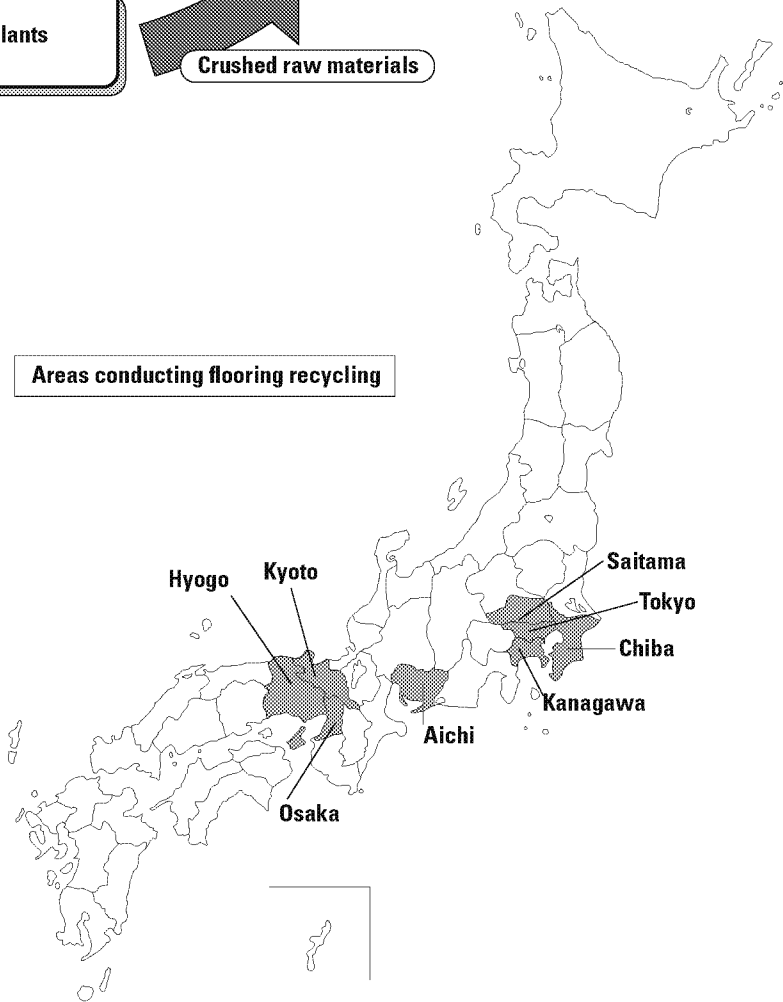 lants
Crushed raw materials
Areas conducting flooring recycling
Saitama
Kyoto
Hyogo
Tokyo
Chiba
Kanagawa
Aichi
Osaka